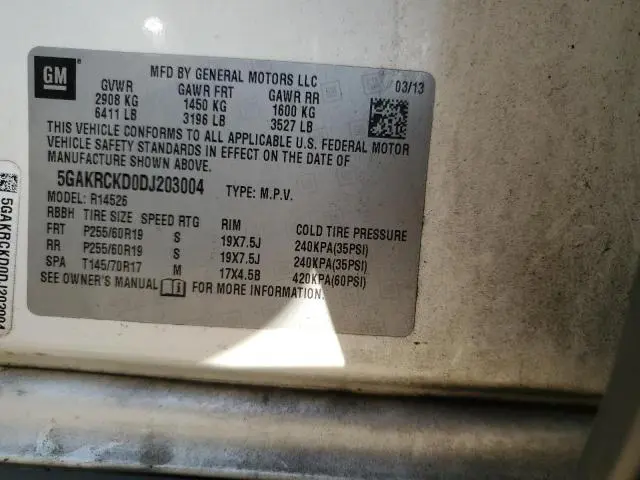 GM
MFD BY GENERAL MOTORS LLC
03/13
GVWR GAWR FRT GAWR RR
2908 KG 1450 KG 1600 KG
6411 LB 3196 LB 3527 LB
THIS VEHICLE CONFORMS TO ALL APPLICABLE U.S. FEDERAL MOTOR
VEHICLE SAFETY STANDARDS IN EFFECT ON THE DATE OF
MANUFACTURE SHOWN ABOVE.
5GAKRCKD0DJ203004 TYPE: M.P.V.
MODEL: R14526
RBBH TIRE SIZE SPEED RTG RIM COLD TIRE PRESSURE
FRT P255/60R19 S 19X7.5J 240KPA(35PSI)
RR P255/60R19 S 19X7.5J 240KPA(35PSI)
SPA T145/70R17 M 17X4.5B 420KPA(60PSI)
SEE OWNER'S MANUAL FOR MORE INFORMATION.
5GAKRCKD0DJ203004